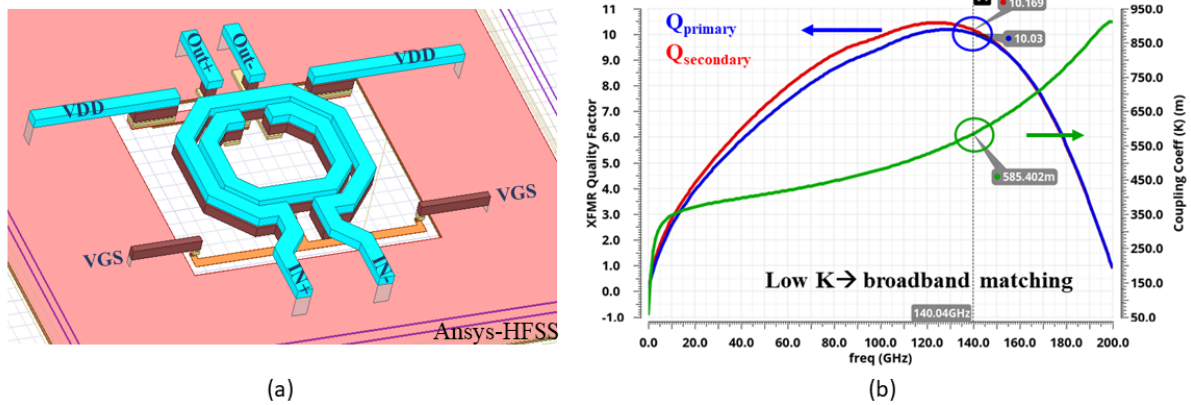 Out+
Out-
VDD
VDD
VGS
VGS
IN+
IN-
Ansys-HFSS
(a)
10.169
Qprimary
10.03
Qsecondary
585.402m
Low K→ broadband matching
140.04GHz
XFMR Quality Factor
11
10
9.0
8.0
7.0
6.0
5.0
4.0
3.0
2.0
1.0
0.0
-1.0
950.0
850.0
750.0
650.0
550.0
450.0
350.0
250.0
150.0
50.0
Coupling Coeff (K) (m)
0.0 20.0 40.0 60.0 80.0 100.0 120.0 140.0 160.0 180.0 200.0
freq (GHz)
(b)